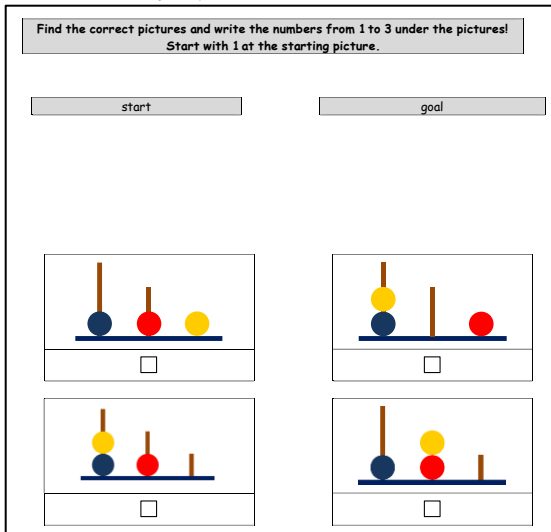 Find the correct pictures and write the numbers from 1 to 3 under the pictures!
Start with 1 at the starting picture.
start
goal